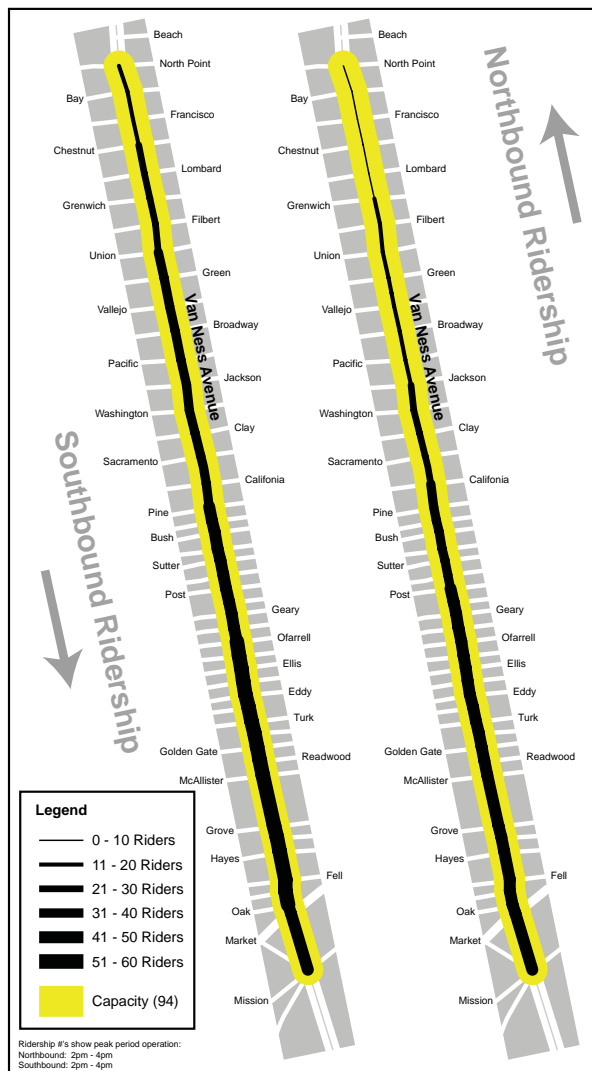 Beach
North Point
Bay
Francisco
Chestnut
Lombard
Grenwich
Filbert
Union
Green
Vallejo
Broadway
Pacific
Jackson
Washington
Clay
Sacramento
Califonia
Pine
Bush
Sutter
Post
Geary
Ofarrell
Ellis
Eddy
Turk
Golden Gate
Readwood
McAllister
Grove
Hayes
Fell
Oak
Market
Mission
Van Ness Avenue
Southbound Ridership
Beach
North Point
Bay
Francisco
Chestnut
Lombard
Grenwich
Filbert
Union
Green
Vallejo
Broadway
Pacific
Jackson
Washington
Clay
Sacramento
Califonia
Pine
Bush
Sutter
Post
Geary
Ofarrell
Ellis
Eddy
Turk
Golden Gate
Readwood
McAllister
Grove
Hayes
Fell
Oak
Market
Mission
Van Ness Avenue
Northbound Ridership
Legend
0 - 10 Riders
11 - 20 Riders
21 - 30 Riders
31 - 40 Riders
41 - 50 Riders
51 - 60 Riders
Capacity (94)
Ridership #'s show peak period operation:
Northbound: 2pm - 4pm
Southbound: 2pm - 4pm